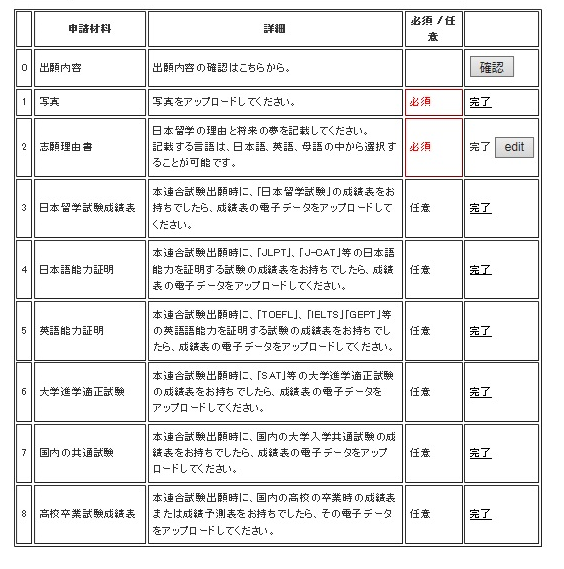 申請材料 詳細 必須／任意
0 出願内容 出願内容の確認はこちらから。 確認
1 写真 写真をアップロードしてください。 必須 完了
2 志願理由書 日本留学の理由と将来の夢を記載してください。
記載する言語は、日本語、英語、母語の中から選択す
ることが可能です。 必須 完了 edit
3 日本留学試験成績表 本連合試験出願時に、「日本留学試験」の成績表をお
持ちでしたら、成績表の電子データをアップロードして
ください。 任意 完了
4 日本語能力証明 本連合試験出願時に、「JLPT」、「J-CAT」等の日本語
能力を証明する試験の成績表をお持ちでしたら、成績
表の電子データをアップロードしてください。 任意 完了
5 英語能力証明 本連合試験出願時に、「TOEFL」、「IELTS」「GEPT」等
の英語語能力を証明する試験の成績表をお持ちでし
たら、成績表の電子データをアップロードしてください。 任意 完了
6 大学進学適正試験 本連合試験出願時に、「SAT」等の大学進学適正試験
の成績表をお持ちでしたら、成績表の電子データを
アップロードしてください。 任意 完了
7 国内の共通試験 本連合試験出願時に、国内の大学入学共通試験の成
績表をお持ちでしたら、成績表の電子データをアップ
ロードしてください。 任意 完了
8 高校卒業試験成績表 本連合試験出願時に、国内の高校の卒業時の成績表
または成績予測表をお持ちでしたら、その電子データ
をアップロードしてください。 任意 完了